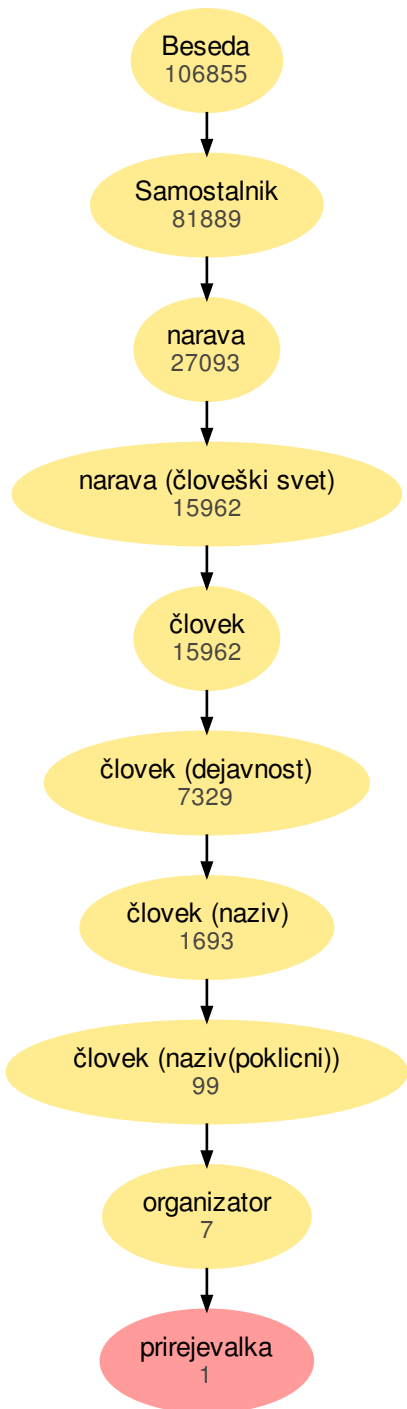 Beseda
106855
Samostalnik
81889
narava
27093
narava (človeški svet)
15962
človek
15962
človek (dejavnost)
7329
človek (naziv)
1693
človek (naziv(poklicni))
99
organizator
7
prirejevalka
1